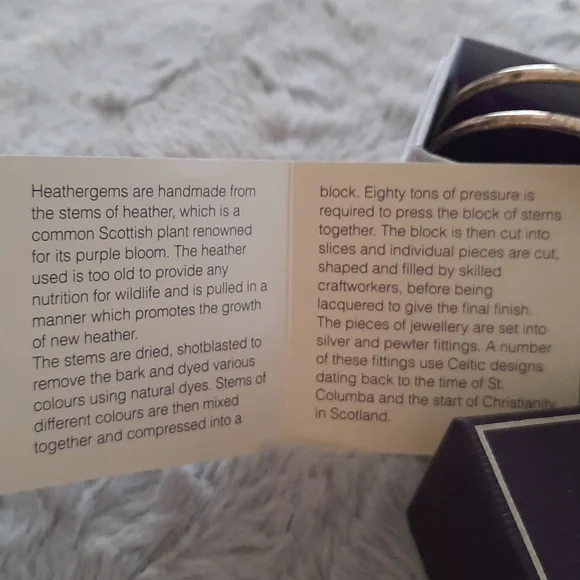 Heathergems are handmade from
the stems of heather, which is a
common Scottish plant renowned
for its purple bloom. The heather
used is too old to provide any
nutrition for wildlife and is pulled in a
manner which promotes the growth
of new heather.
The stems are dried, shotblasted to
remove the bark and dyed various
colours using natural dyes. Stems of
different colours are then mixed
together and compressed into a
block. Eighty tons of pressure is
required to press the block of stems
together. The block is then cut into
slices and individual pieces are cut,
shaped and filled by skilled
craftworkers, before being
lacquered to give the final finish.
The pieces of jewellery are set into
silver and pewter fittings. A number
of these fittings use Celtic designs
dating back to the time of St.
Columba and the start of Christianity
in Scotland.